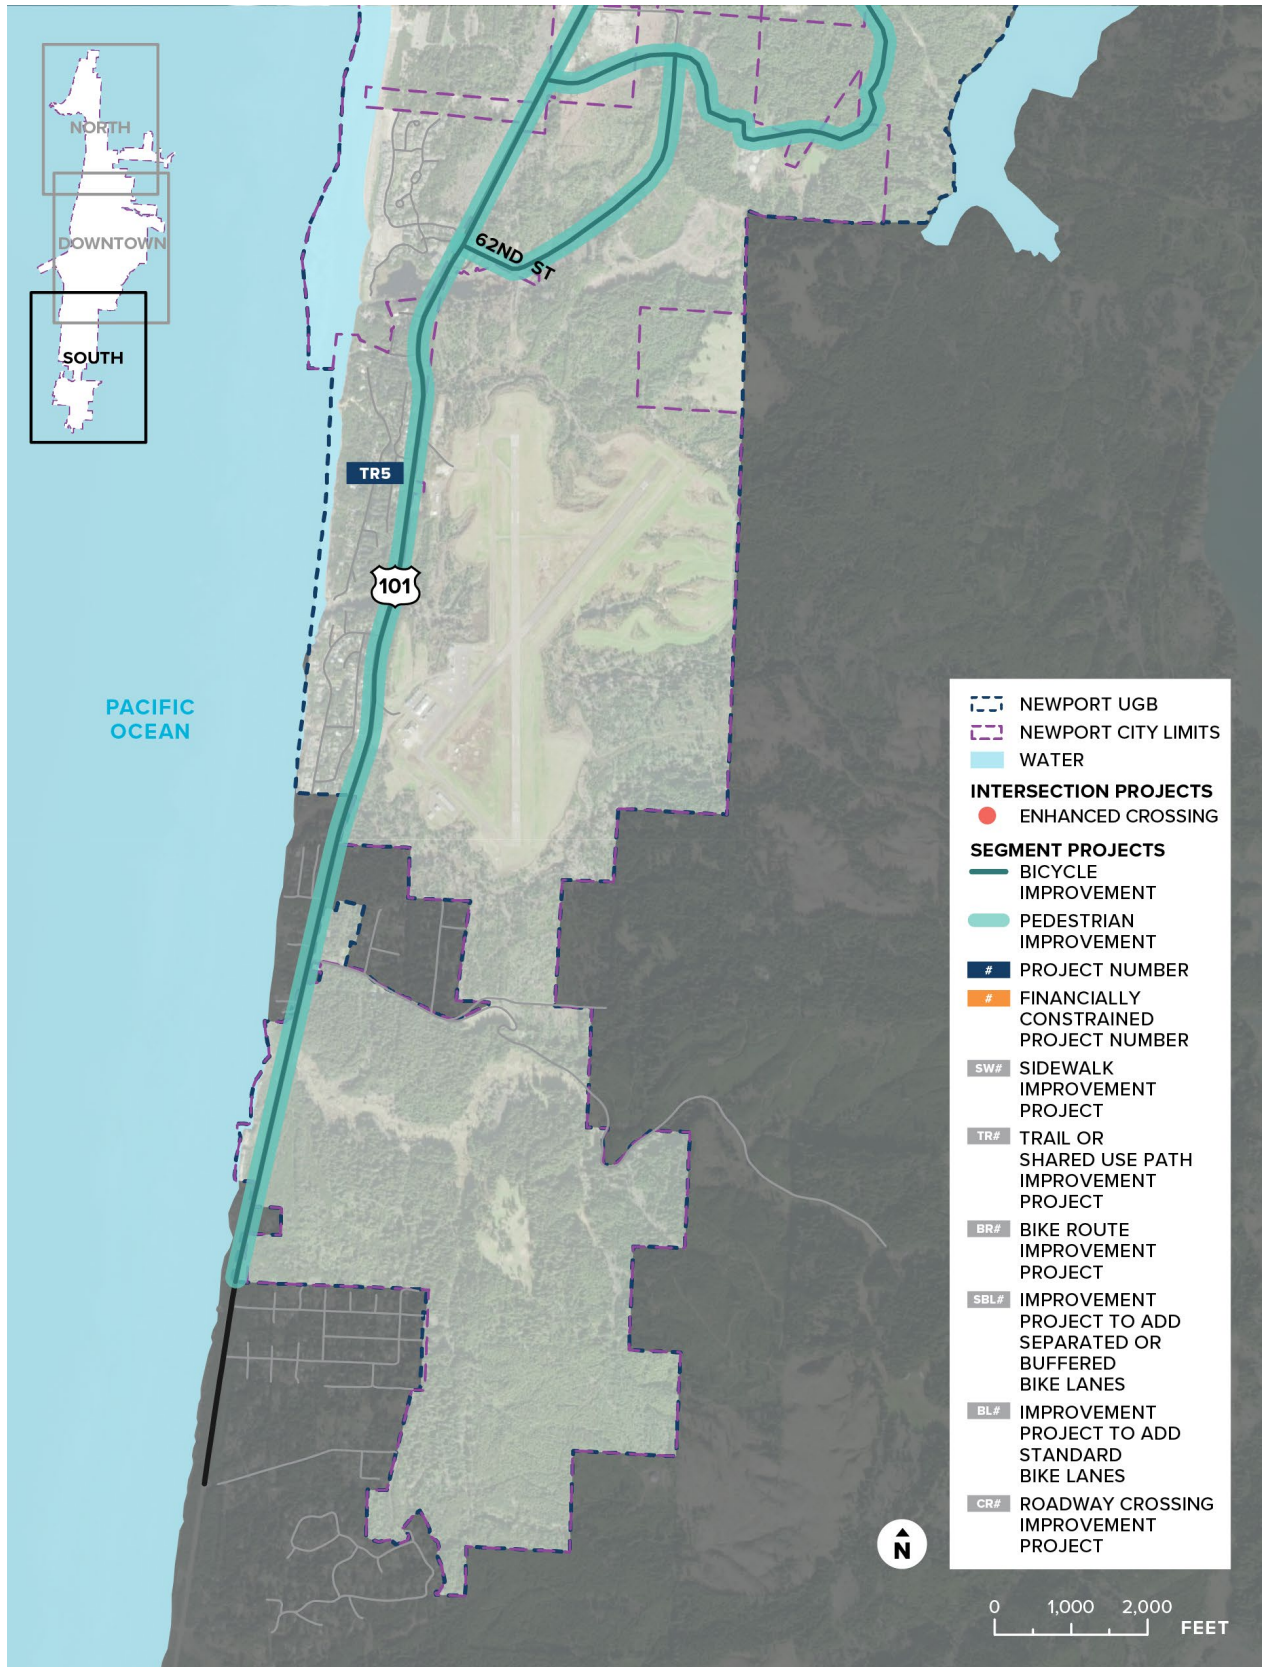 NORTH
DOWNTOWN
SOUTH
62ND ST
TR5
101
PACIFIC
OCEAN
NEWPORT UGB
NEWPORT CITY LIMITS
WATER
INTERSECTION PROJECTS
ENHANCED CROSSING
SEGMENT PROJECTS
BICYCLE
IMPROVEMENT
PEDESTRIAN
IMPROVEMENT
# PROJECT NUMBER
# FINANCIALLY
CONSTRAINED
PROJECT NUMBER
SW# SIDEWALK
IMPROVEMENT
PROJECT
TR# TRAIL OR
SHARED USE PATH
IMPROVEMENT
PROJECT
BR# BIKE ROUTE
IMPROVEMENT
PROJECT
SBL# IMPROVEMENT
PROJECT TO ADD
SEPARATED OR
BUFFERED
BIKE LANES
BL# IMPROVEMENT
PROJECT TO ADD
STANDARD
BIKE LANES
CR# ROADWAY CROSSING
IMPROVEMENT
PROJECT
N
0 1,000 2,000
FEET